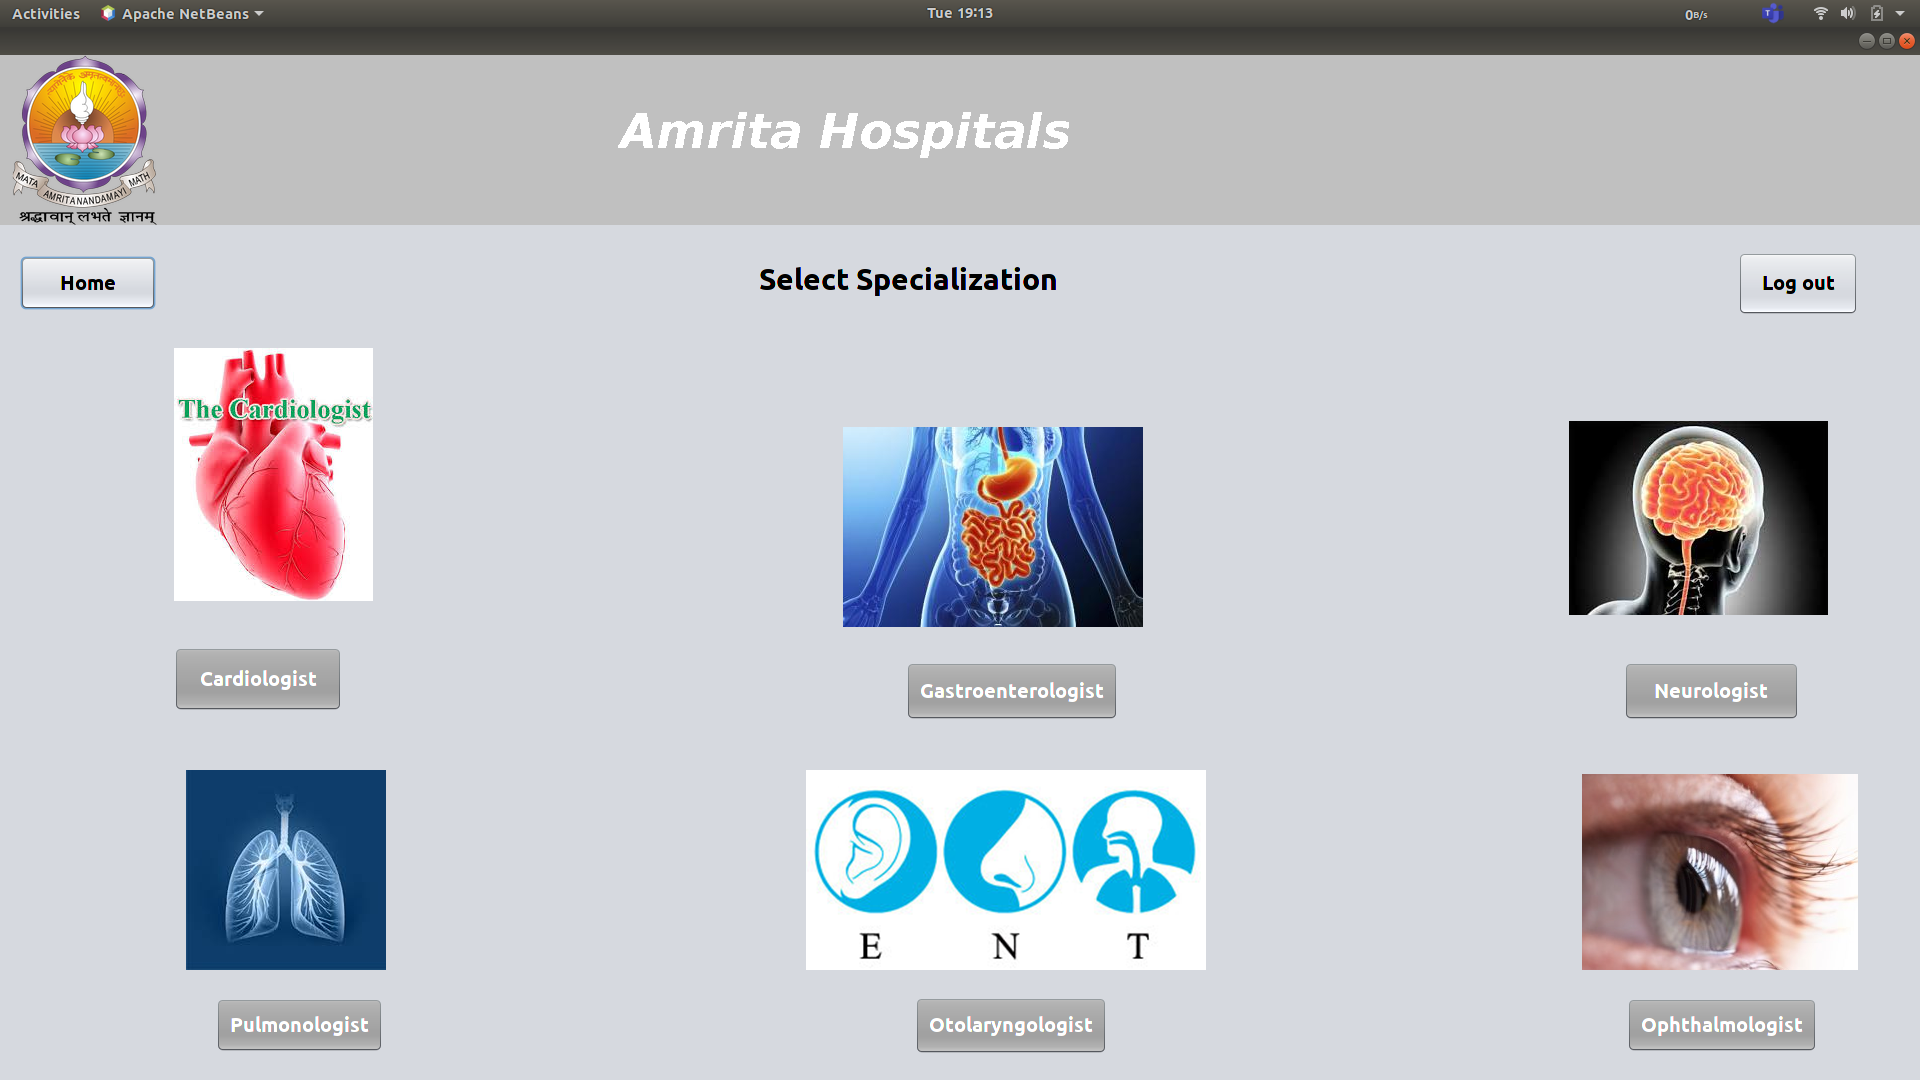 Activities Apache NetBeans Tue 19:13 0B/s
T
Amrita Hospitals
MATA AMRITANANDAMAYI MATH
श्रद्धावान् लभते ज्ञानम्
Home Select Specialization Log out
The Cardiologist
Cardiologist Gastroenterologist Neurologist
E N T
Pulmonologist Otolaryngologist Ophthalmologist